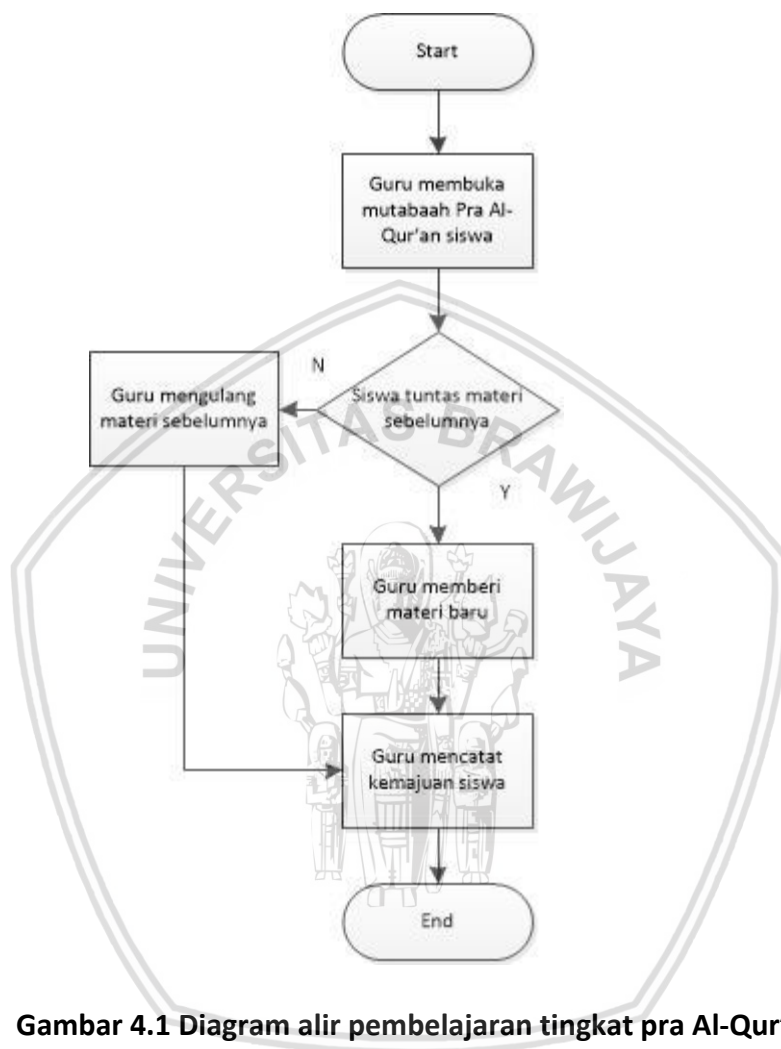 Start
Guru membuka
mutabaah Pra Al-
Qur'an siswa
N
Siswa tuntas materi
sebelumnya
Guru mengulang
materi sebelumnya
Y
Guru memberi
materi baru
Guru mencatat
kemajuan siswa
End
UNIVERSITAS BRAWIJAYA
Gambar 4.1 Diagram alir pembelajaran tingkat pra Al-Qur